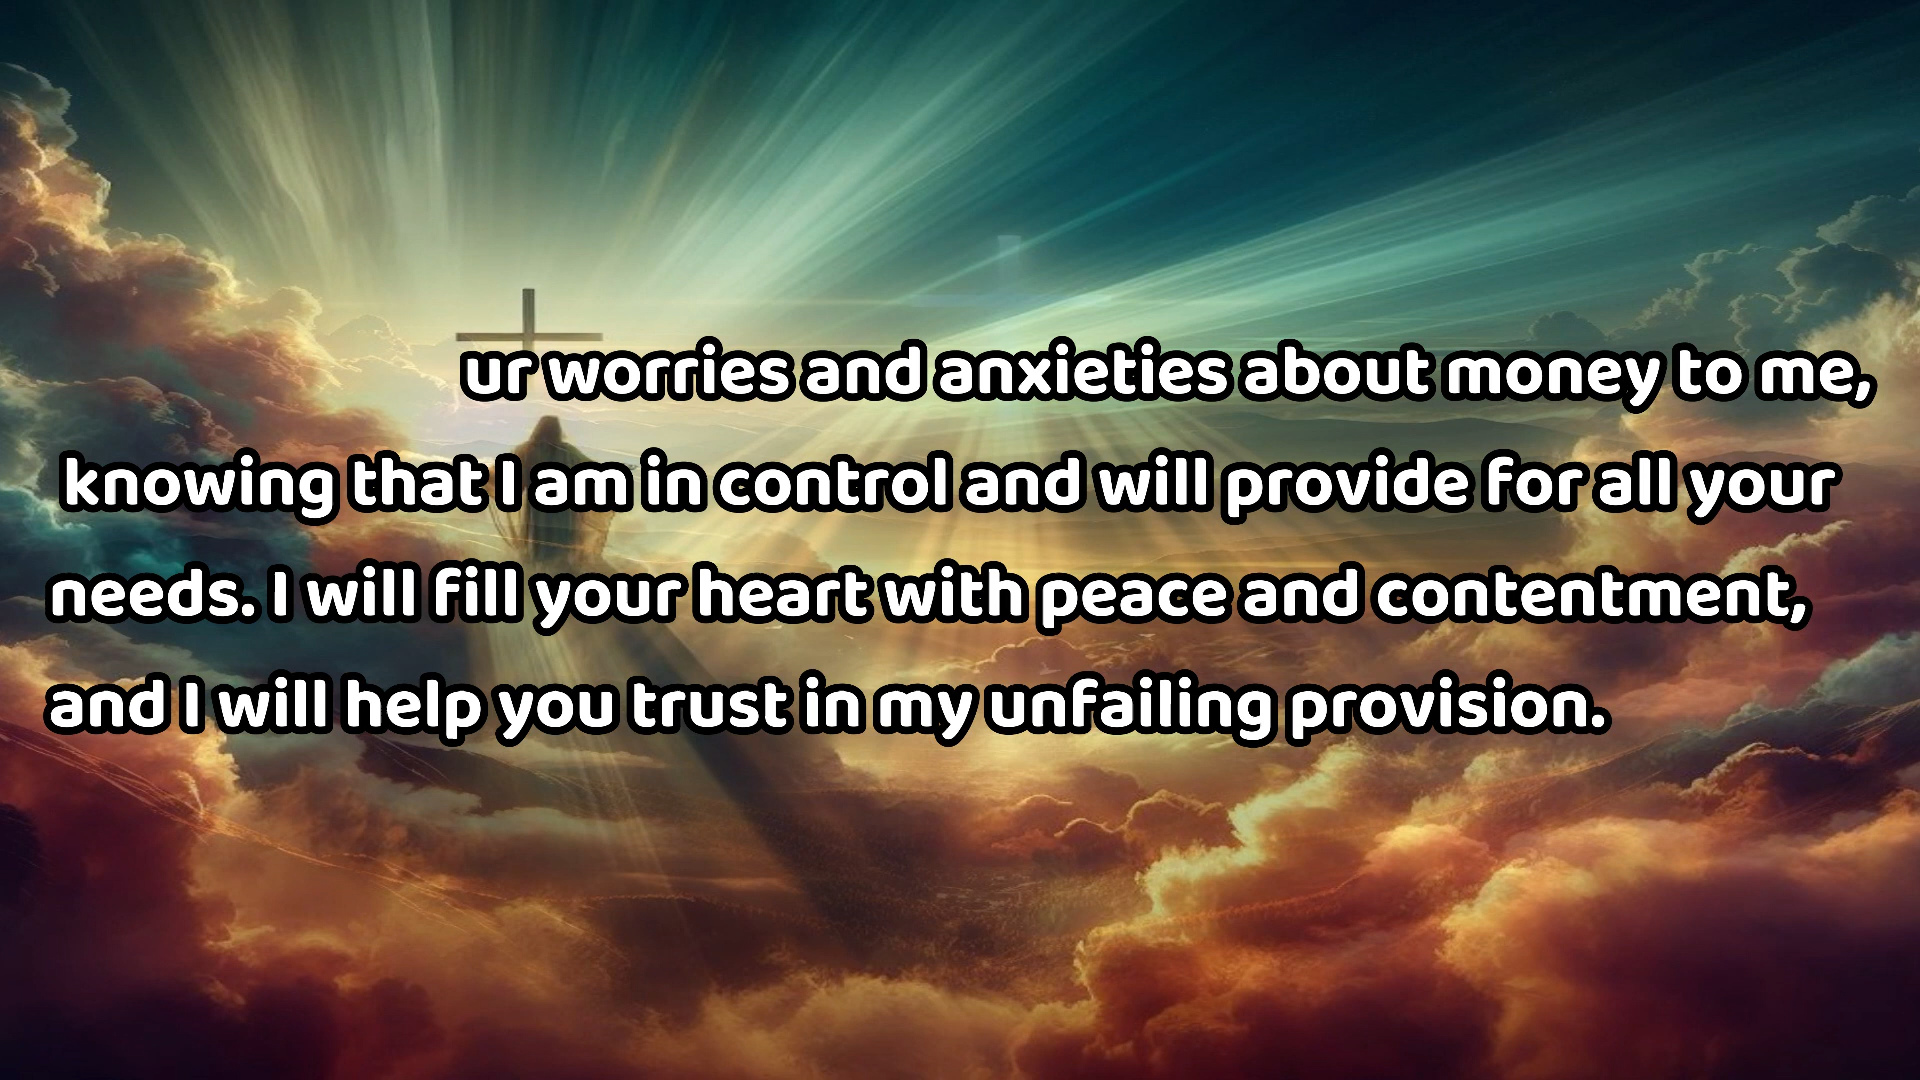 ur worries and anxieties about money to me,
knowing that I am in control and will provide for all your
needs. I will fill your heart with peace and contentment,
and I will help you trust in my unfailing provision.